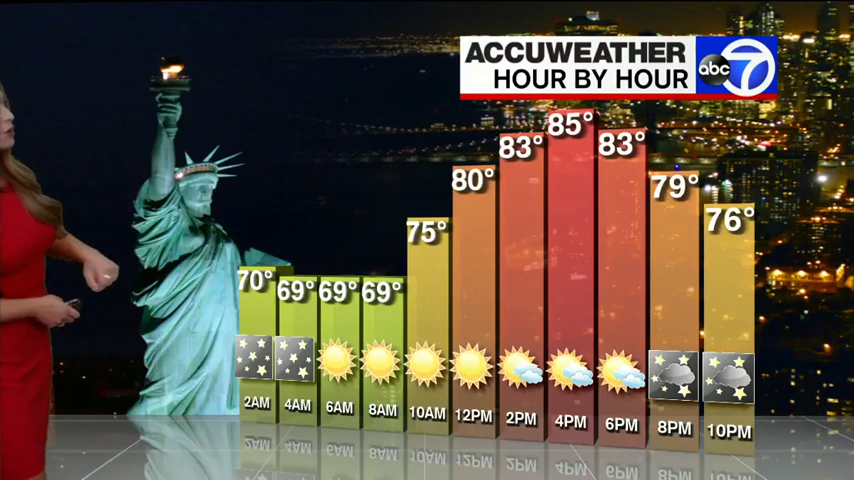 ACCUWEATHER
HOUR BY HOUR
abc 7
70° 69° 69° 69° 75° 80° 83° 85° 83° 79° 76°
2AM 4AM 6AM 8AM 10AM 12PM 2PM 4PM 6PM 8PM 10PM